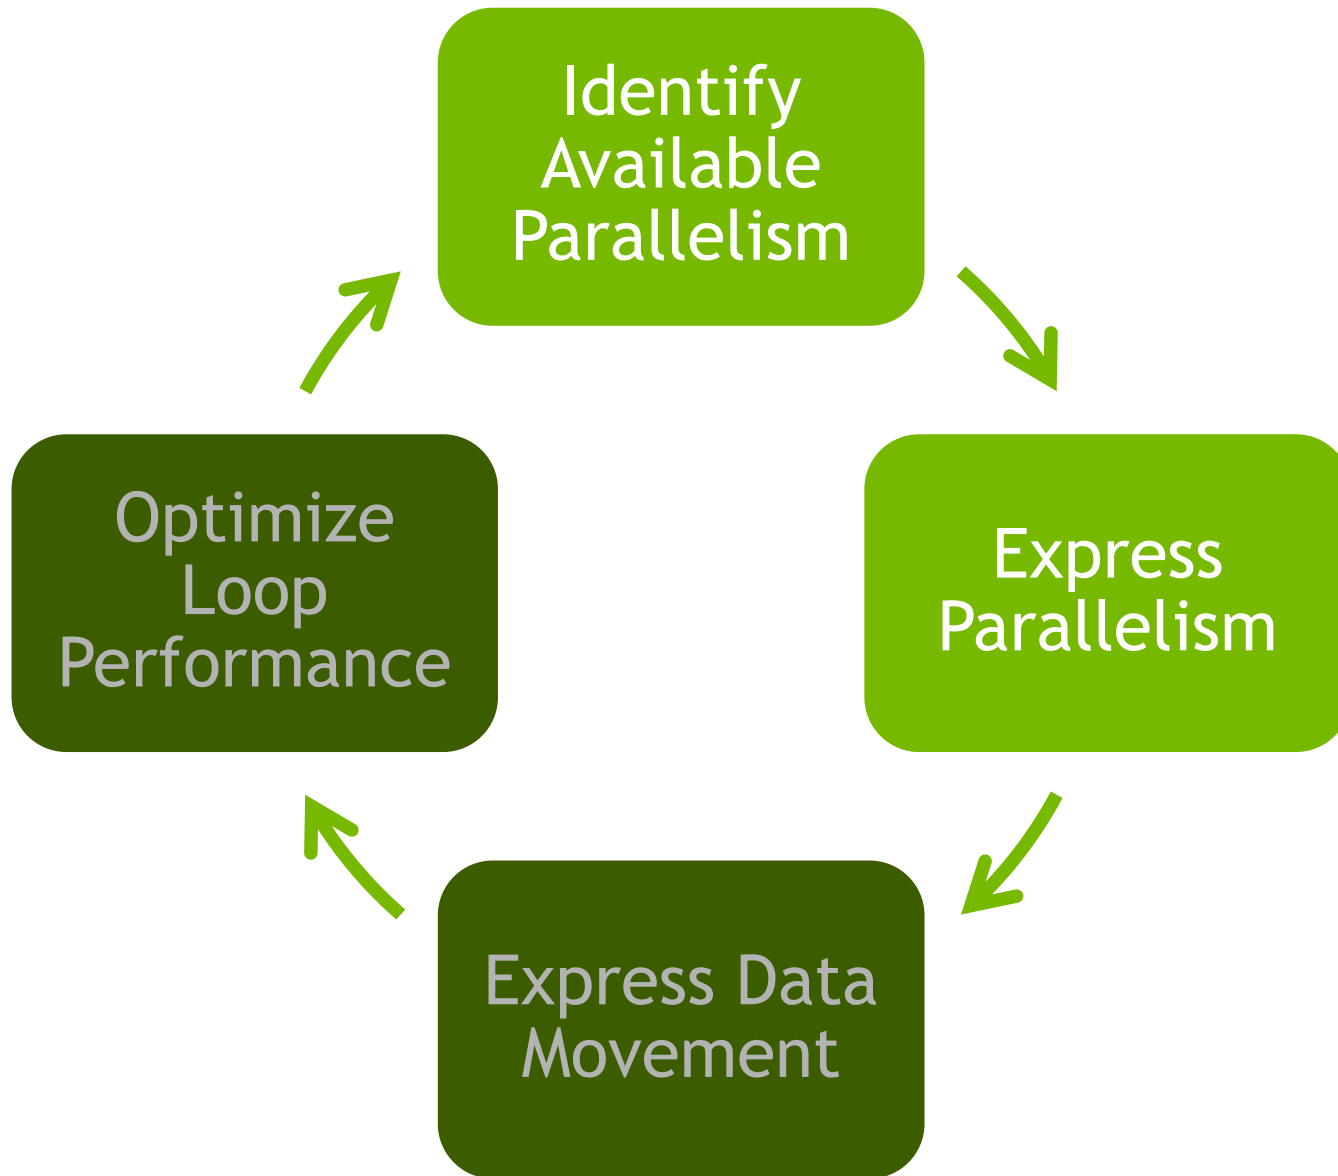 Identify
Available
Parallelism
Express
Parallelism
Express Data
Movement
Optimize
Loop
Performance